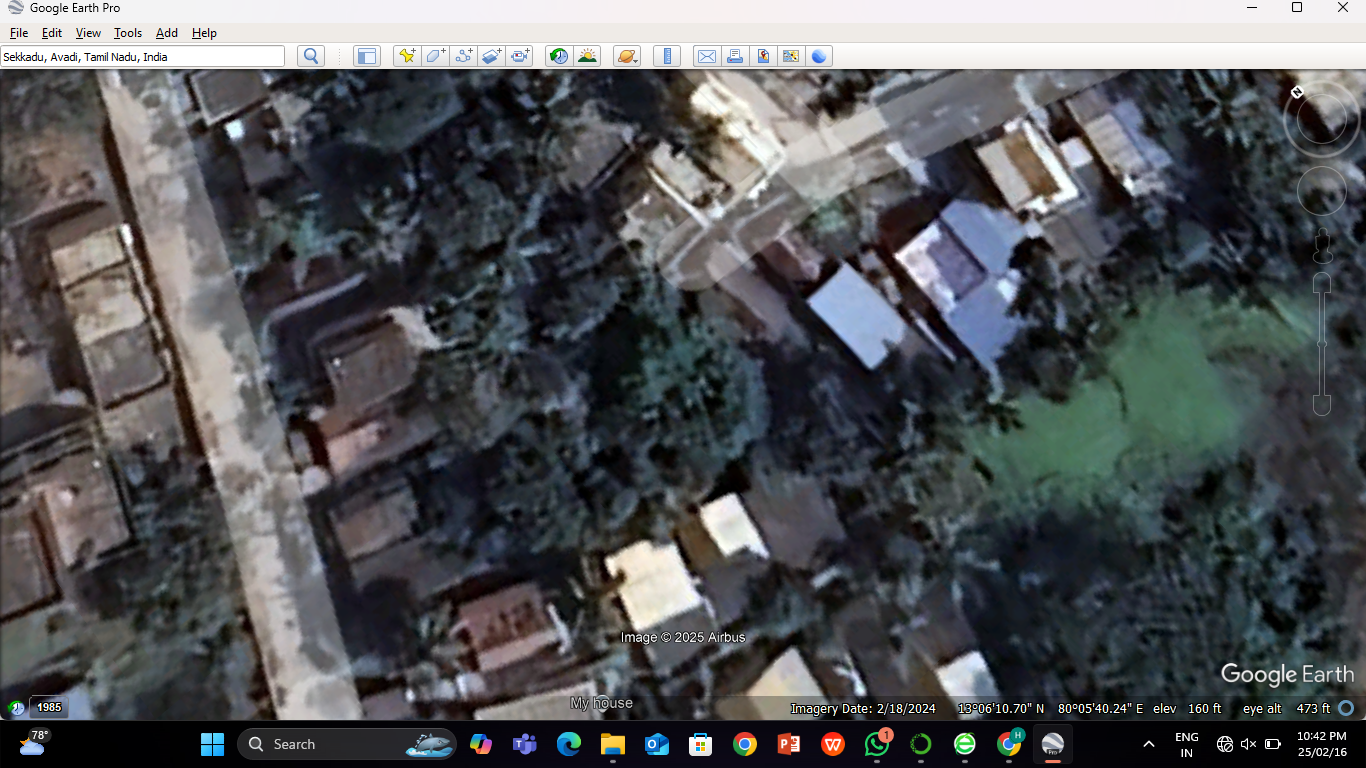 Google Earth Pro
File Edit View Tools Add Help
Sekkadu, Avadi, Tamil Nadu, India
Image © 2025 Airbus
Google Earth
My house
1985
Imagery Date: 2/18/2024 13°06'10.70" N 80°05'40.24" E elev 160 ft eye alt 473 ft
78°
Search
1
H
Pro
ENG
IN
10:42 PM
25/02/16